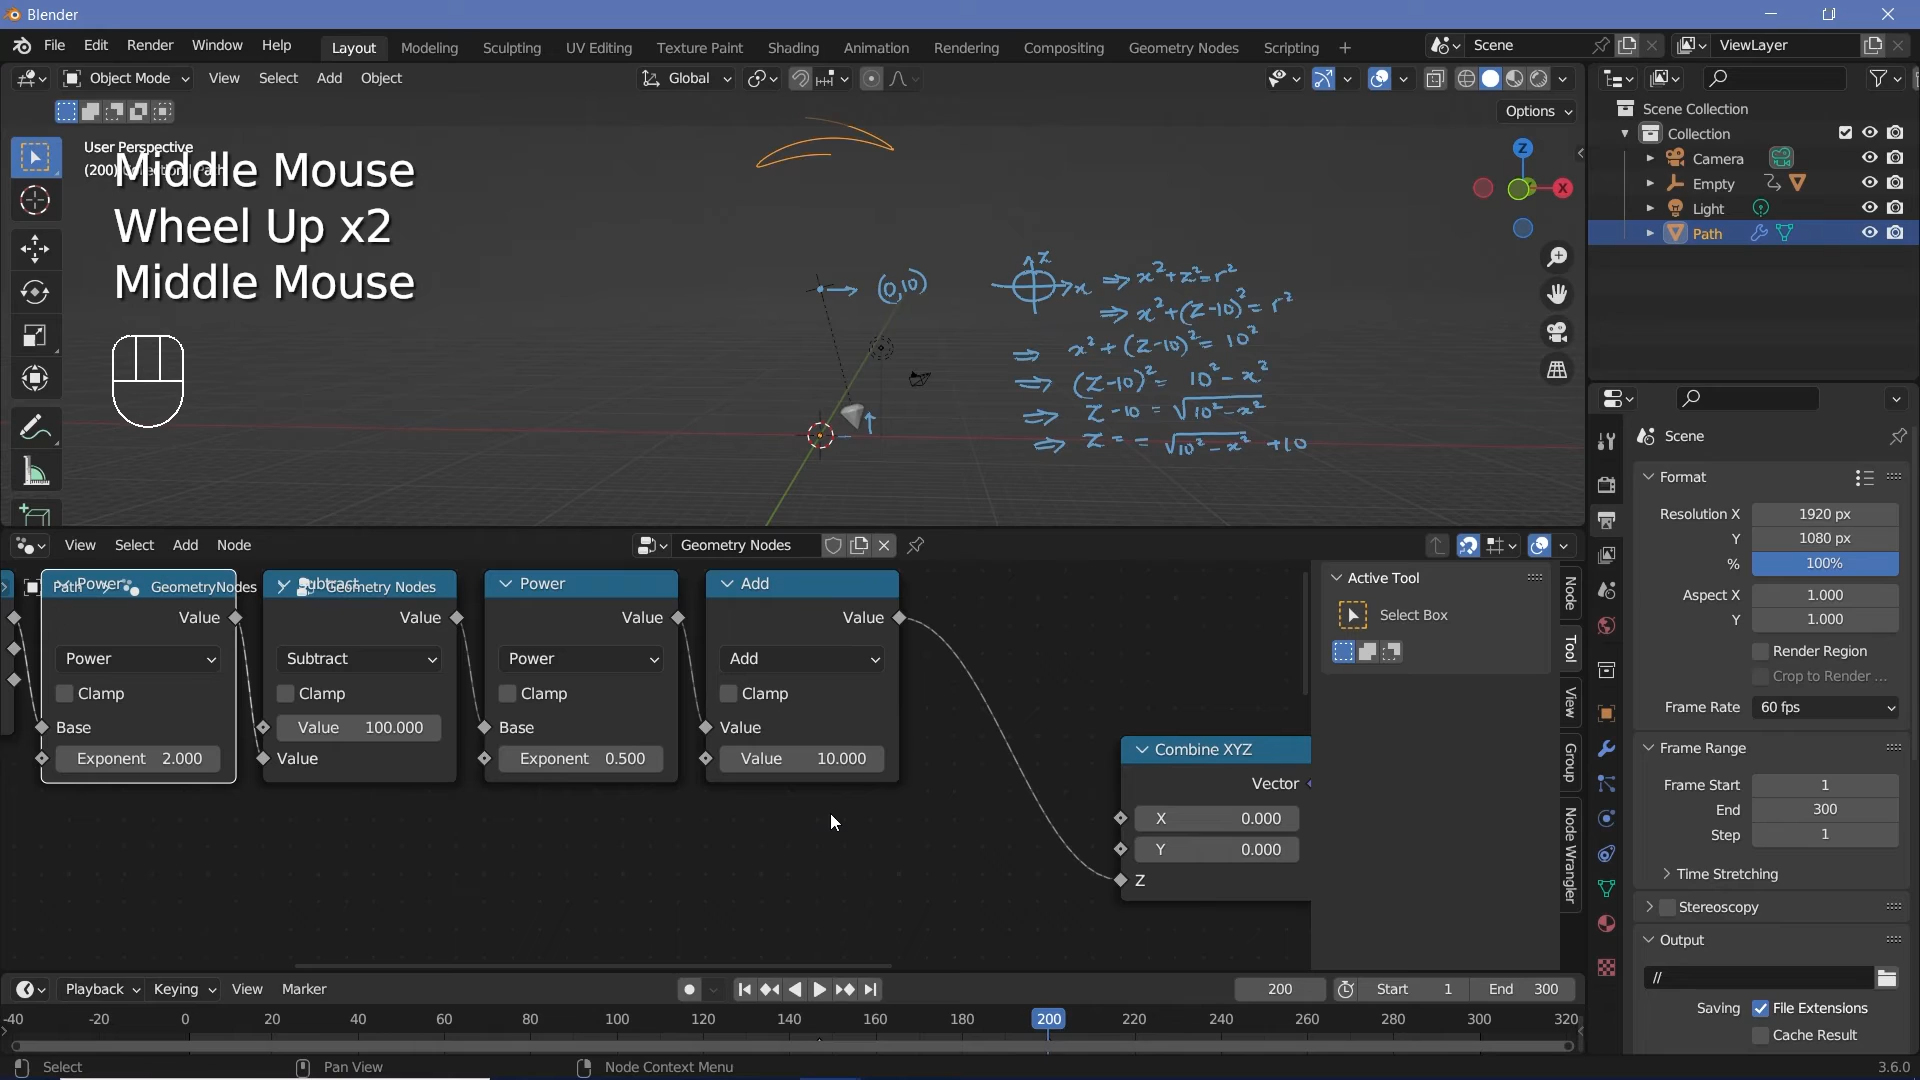 Blender
File Edit Render Window Help
Layout Modeling Sculpting UV Editing Texture Paint Shading Animation Rendering Compositing Geometry Nodes Scripting +
Scene
ViewLayer
Object Mode View Select Add Object
Global
Options
User Perspective
Middle Mouse
Wheel Up x2
Middle Mouse
Z
X
(0,10)
z
x
⇒ x² + z² = r²
⇒ x² + (z-10)² = r²
⇒ x² + (z-10)² = 10²
⇒ (z-10)² = 10² - x²
⇒ z-10 = √10² - x²
⇒ z = = √10² - x² + 10
Scene Collection
Collection
Camera
Empty
Light
Path
View Select Add Node
Geometry Nodes
Path > GeometryNodes > Geometry Nodes
Power
Value
Power
Clamp
Base
Exponent 2.000
Subtract
Value
Subtract
Clamp
Value 100.000
Value
Power
Value
Power
Clamp
Base
Exponent 0.500
Add
Value
Add
Clamp
Value
Value 10.000
Combine XYZ
Vector
X 0.000
Y 0.000
Z
Active Tool
Select Box
Node
Tool
View
Group
Node Wrangler
Scene
Format
Resolution X 1920 px
Y 1080 px
% 100%
Aspect X 1.000
Y 1.000
Render Region
Crop to Render ...
Frame Rate 60 fps
Frame Range
Frame Start 1
End 300
Step 1
Time Stretching
Stereoscopy
Output
//
Saving File Extensions
Cache Result
Playback Keying View Marker
200 Start 1 End 300
-40 -20 0 20 40 60 80 100 120 140 160 180 200 220 240 260 280 300 320
Select Pan View Node Context Menu 3.6.0